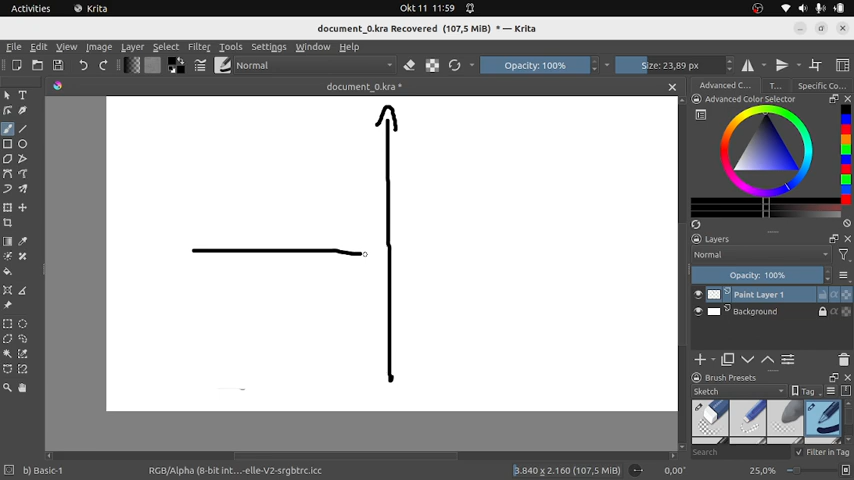 Activities Krita Okt 11 11:59
document_0.kra Recovered (107,5 MiB) * — Krita
File Edit View Image Layer Select Filter Tools Settings Window Help
Normal Opacity: 100% Size: 23,89 px
document_0.kra * Advanced C... T... Specific Co...
Advanced Color Selector
Layers
Normal
Opacity: 100%
Paint Layer 1
Background
Brush Presets
Sketch Tag
Search Filter in Tag
b) Basic-1 RGB/Alpha (8-bit int...-elle-V2-srgbtrc.icc 3.840 x 2.160 (107,5 MiB) 0,00° 25,0%